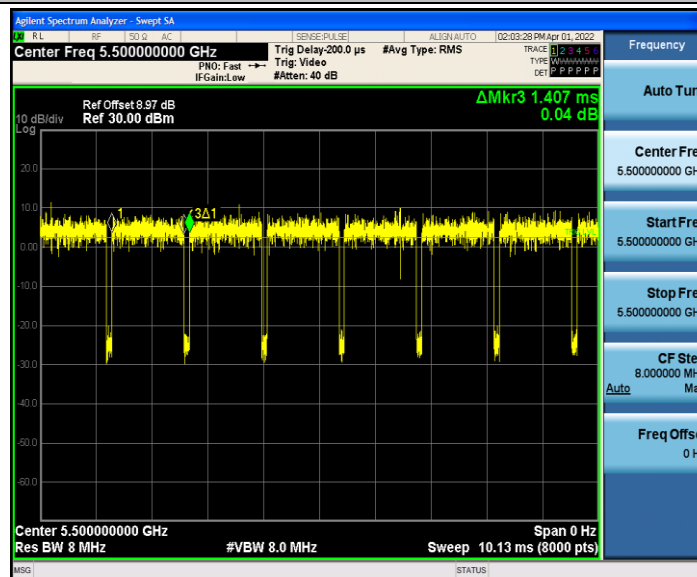 Agilent Spectrum Analyzer - Swept SA
LXI RL RF 50 Ω AC SENSE:PULSE ALIGN AUTO 02:03:28 PM Apr 01, 2022
Center Freq 5.500000000 GHz
PNO: Fast
IFGain:Low
Trig Delay-200.0 µs
Trig: Video
#Atten: 40 dB
#Avg Type: RMS
TRACE 1 2 3 4 5 6
TYPE WWWWWW
DET P P P P P P
Frequency
ΔMkr3 1.407 ms
0.04 dB
Ref Offset 8.97 dB
10 dB/div Ref 30.00 dBm
Log
20.0
10.0
0.00
-10.0
-20.0
-30.0
-40.0
-50.0
-60.0
1
3Δ1
Center 5.500000000 GHz
Span 0 Hz
Res BW 8 MHz
#VBW 8.0 MHz
Sweep 10.13 ms (8000 pts)
MSG
STATUS
Auto Tun
Center Fre
5.500000000 GH
Start Fre
5.500000000 GH
Stop Fre
5.500000000 GH
CF Ste
8.000000 MH
Auto Ma
Freq Offse
0 H